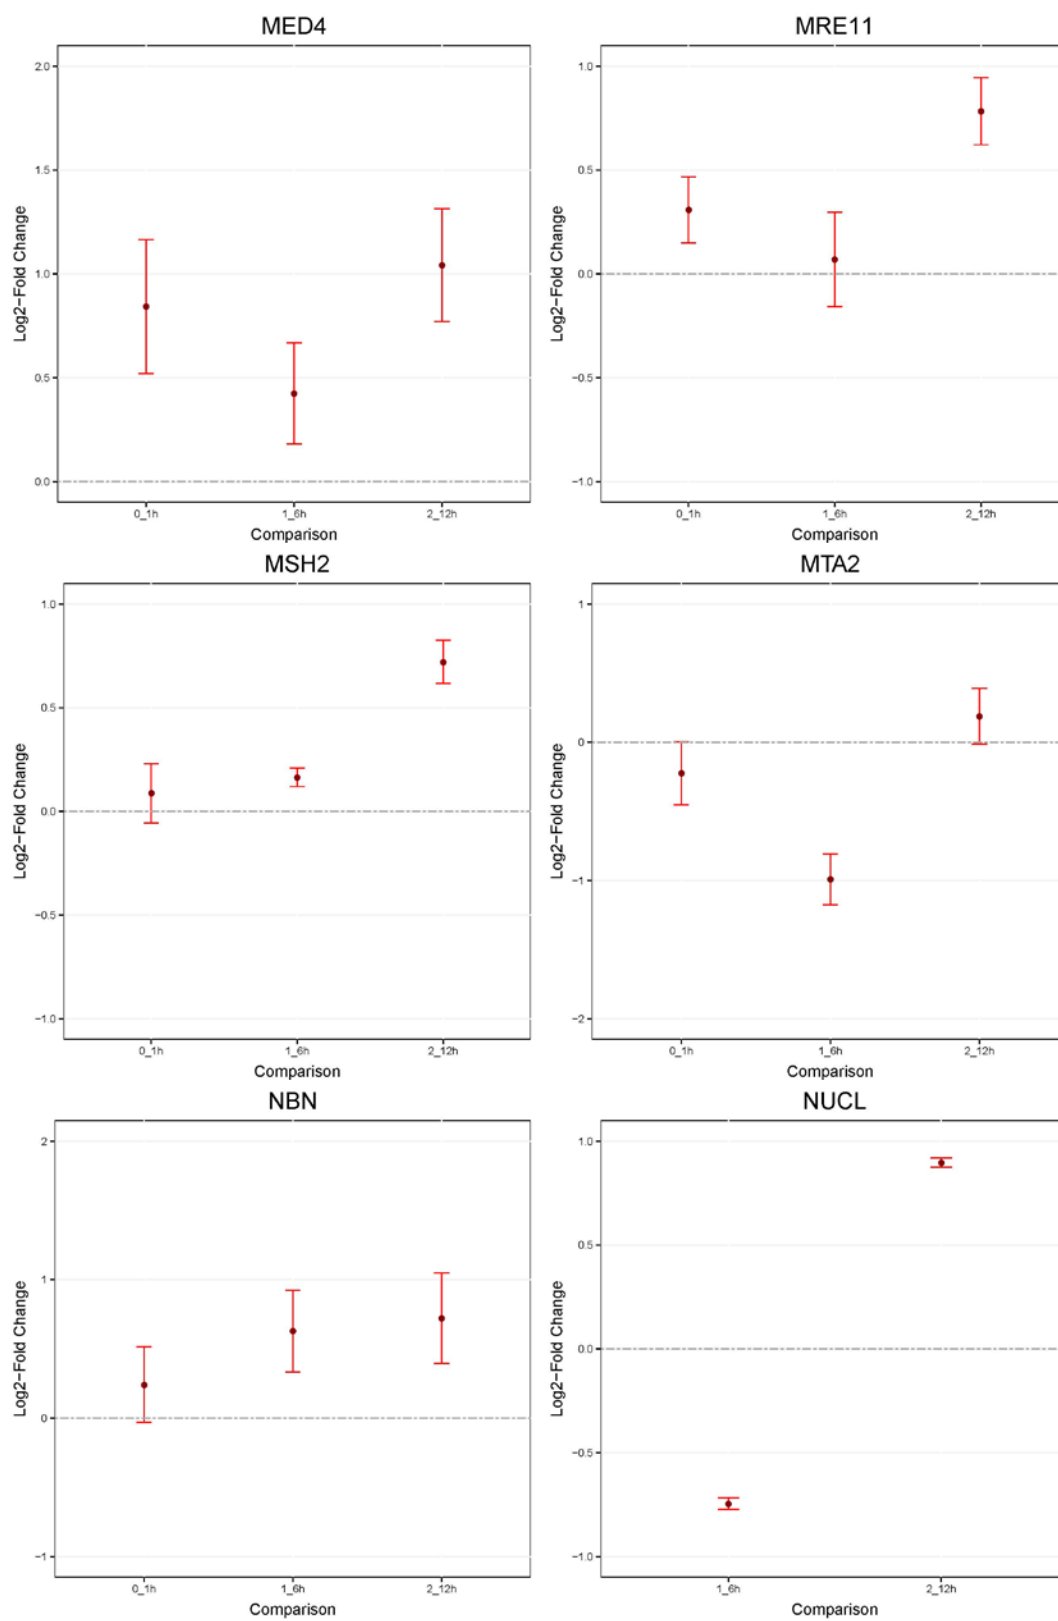 MED4
MRE11
2.0
1.5
1.0
0.5
0.0
Log2-Fold Change
0_1h
1_6h
2_12h
Comparison
1.0
0.5
0.0
-0.5
-1.0
Log2-Fold Change
0_1h
1_6h
2_12h
Comparison
MSH2
MTA2
1.0
0.5
0.0
-0.5
-1.0
Log2-Fold Change
0_1h
1_6h
2_12h
Comparison
1
0
-1
-2
Log2-Fold Change
0_1h
1_6h
2_12h
Comparison
NBN
NUCL
2
1
0
-1
Log2-Fold Change
0_1h
1_6h
2_12h
Comparison
1.0
0.5
0.0
-0.5
-1.0
Log2-Fold Change
1_6h
2_12h
Comparison